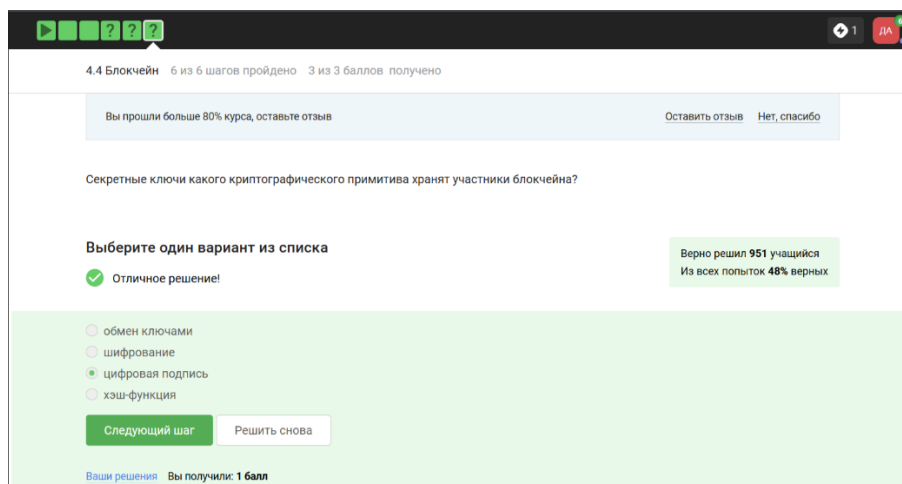 ? ? ?
1
ДА
6
4.4 Блокчейн 6 из 6 шагов пройдено 3 из 3 баллов получено
Вы прошли больше 80% курса, оставьте отзыв Оставить отзыв Нет, спасибо
Секретные ключи какого криптографического примитива хранят участники блокчейна?
Выберите один вариант из списка
Верно решил 951 учащийся
Из всех попыток 48% верных
Отличное решение!
обмен ключами
шифрование
цифровая подпись
хэш-функция
Следующий шаг Решить снова
Ваши решения Вы получили: 1 балл